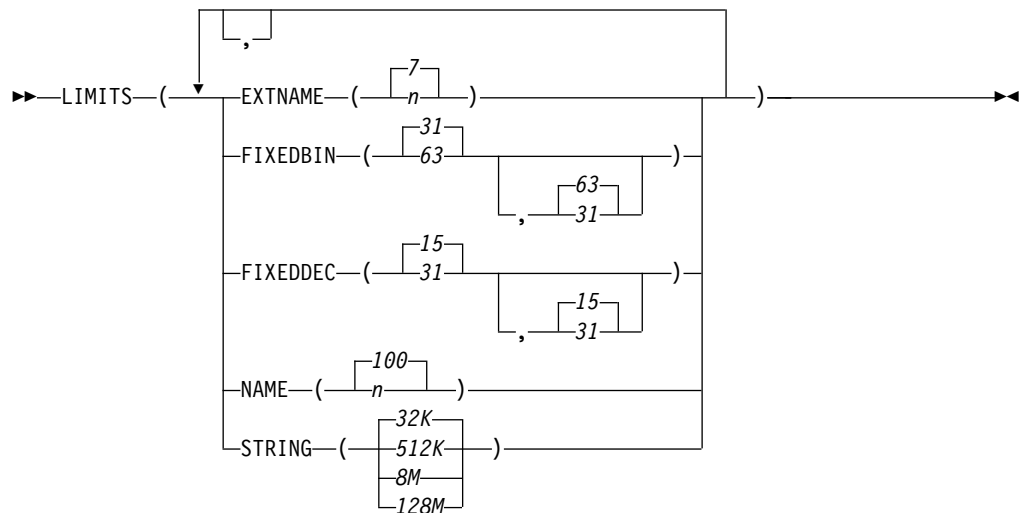 ,
7
LIMITS ( EXTNAME ( n ) )
31
FIXEDBIN ( 63 )
63
, 31
15
FIXEDDEC ( 31 )
15
, 31
100
NAME ( n )
32K
STRING ( 512K )
8M
128M